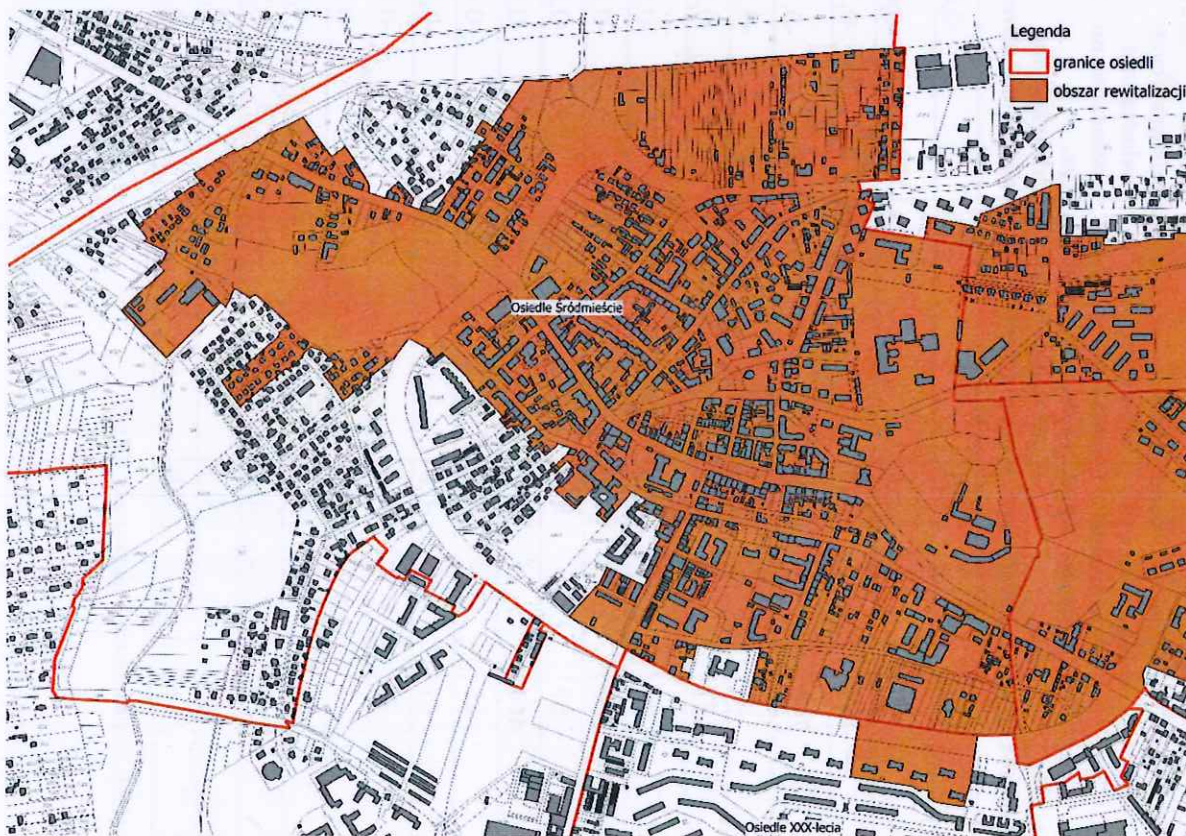 Legenda
granice osiedli
obszar rewitalizacji
Osiedle Śródmieście
Osiedle XXX-lecia